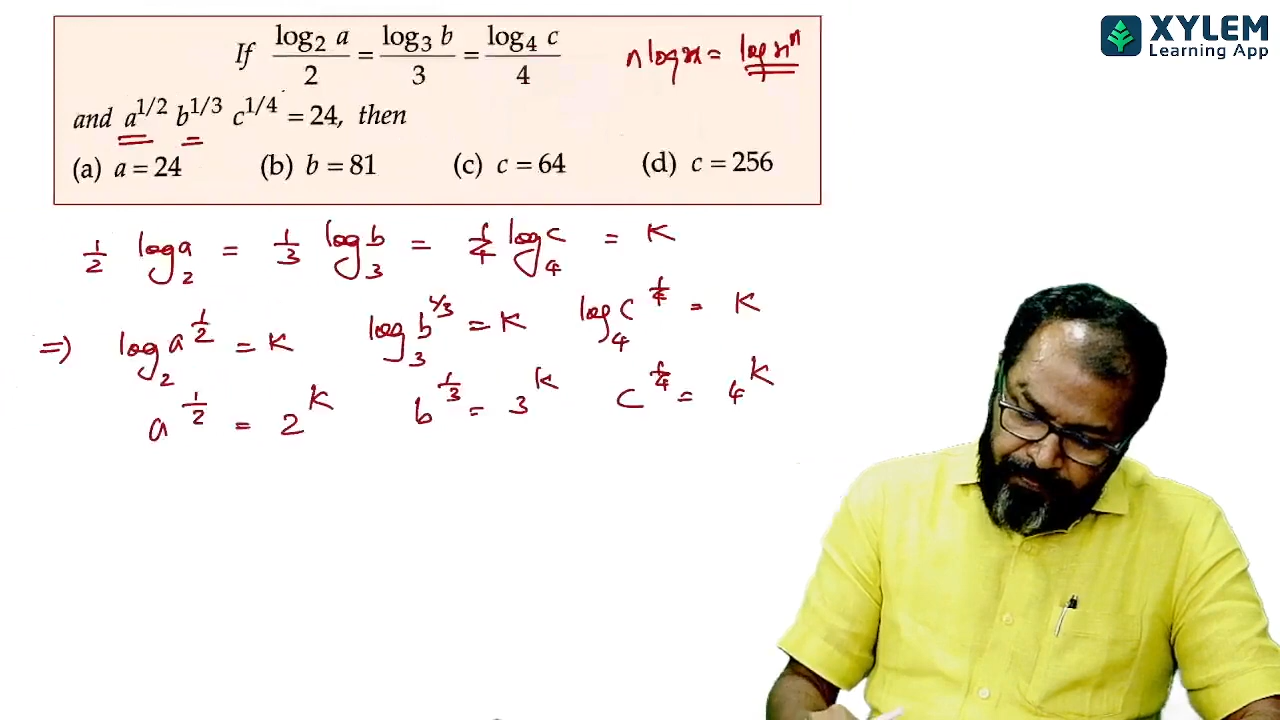 XYLEM
Learning App
If log₂ a / 2 = log₃ b / 3 = log₄ c / 4
n log x = log xⁿ
and a^1/2 b^1/3 c^1/4 = 24, then
(a) a = 24 (b) b = 81 (c) c = 64 (d) c = 256
1/2 log₂ a = 1/3 log₃ b = 1/4 log₄ c = K
=> log₂ a^1/2 = K log₃ b^1/3 = K log₄ c^1/4 = K
a^1/2 = 2^K b^1/3 = 3^K c^1/4 = 4^K